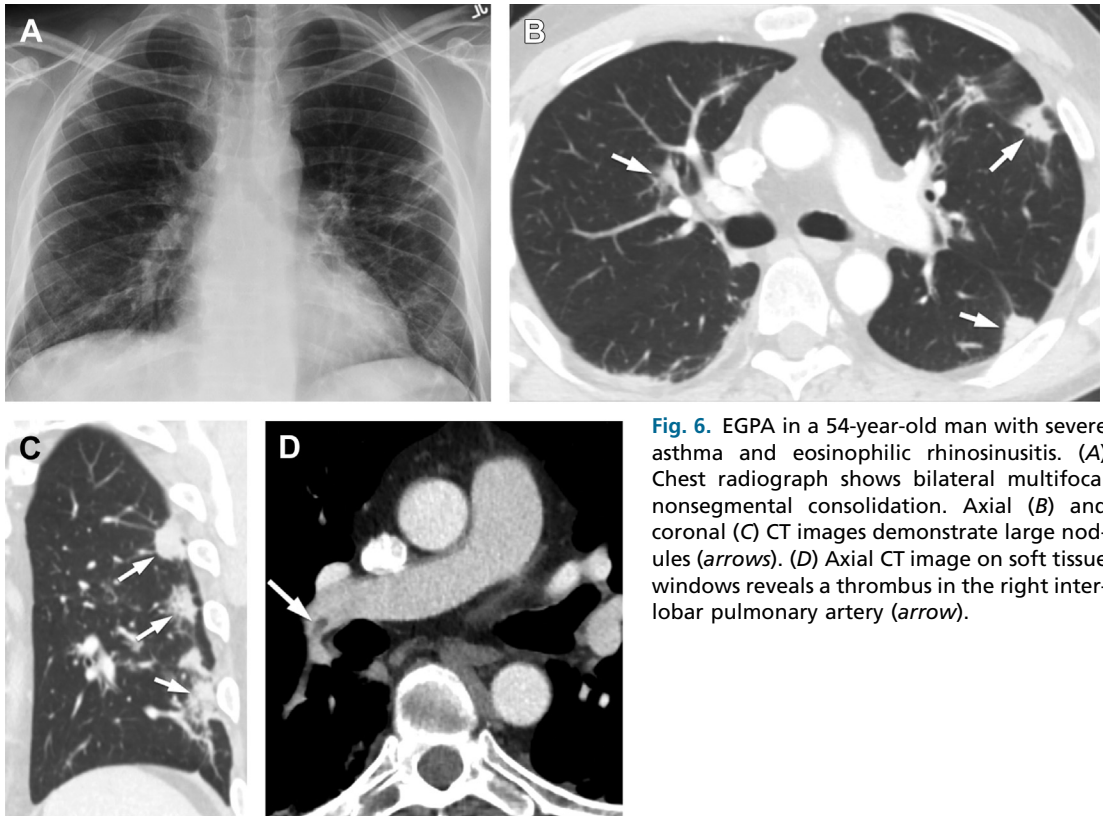 A
B
C
D
Fig. 6. EGPA in a 54-year-old man with severe
asthma and eosinophilic rhinosinusitis. (A)
Chest radiograph shows bilateral multifoca
nonsegmental consolidation. Axial (B) and
coronal (C) CT images demonstrate large nod-
ules (arrows). (D) Axial CT image on soft tissue
windows reveals a thrombus in the right inter-
lobar pulmonary artery (arrow).